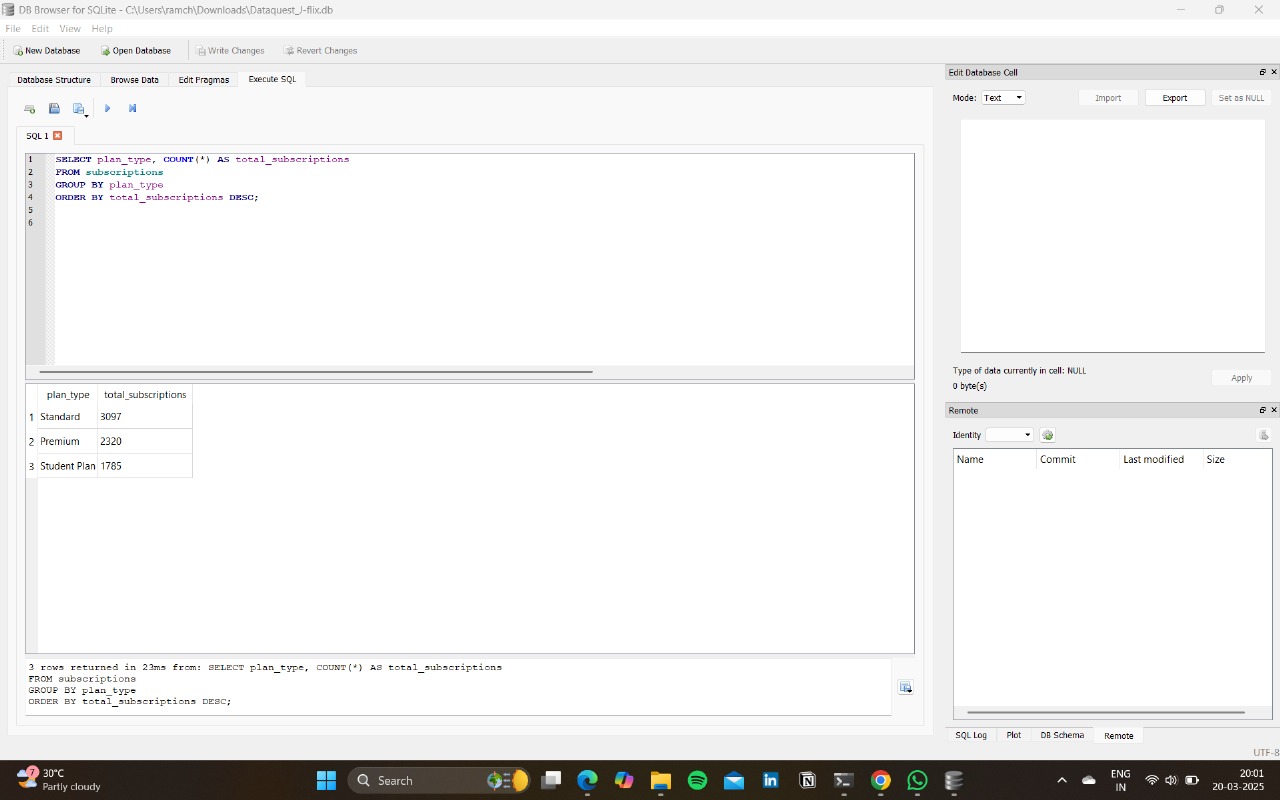 DB Browser for SQLite - C:\Users\ramch\Downloads\Dataquest_J-flix.db
File Edit View Help
New Database Open Database Write Changes Revert Changes
Database Structure Browse Data Edit Pragmas Execute SQL
SQL 1
1 SELECT plan_type, COUNT(*) AS total_subscriptions
2 FROM subscriptions
3 GROUP BY plan_type
4 ORDER BY total_subscriptions DESC;
5
6
plan_type total_subscriptions
1 Standard 3097
2 Premium 2320
3 Student Plan 1785
3 rows returned in 23ms from: SELECT plan_type, COUNT(*) AS total_subscriptions
FROM subscriptions
GROUP BY plan_type
ORDER BY total_subscriptions DESC;
Edit Database Cell
Mode: Text Import Export Set as NULL
Type of data currently in cell: NULL
0 byte(s)
Apply
Remote
Identity
Name Commit Last modified Size
SQL Log Plot DB Schema Remote
UTF-8
7
30°C
Partly cloudy
Search
ENG
IN
20:01
20-03-2025